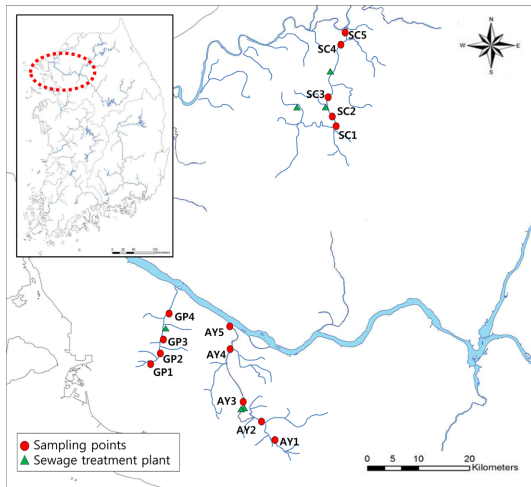 N
W E
S
SC5
SC4
SC3
SC2
SC1
GP4
GP3
GP2
GP1
AY5
AY4
AY3
AY2
AY1
Sampling points
Sewage treatment plant
0 5 10 20
Kilometers